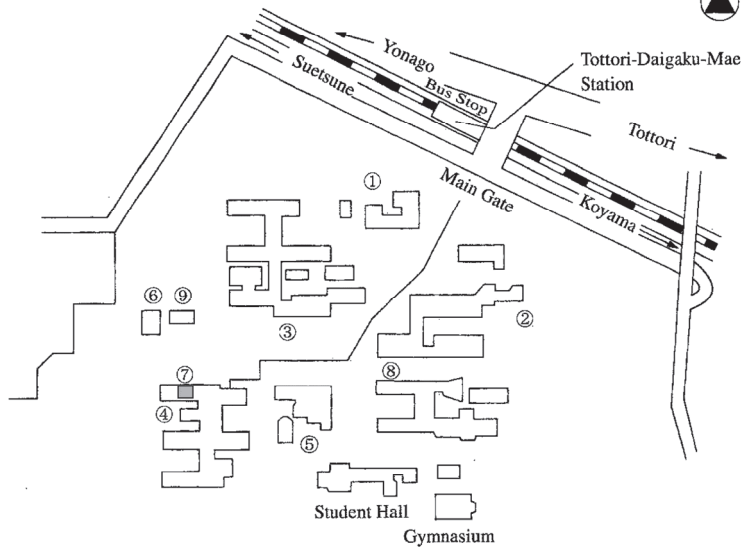 Yonago
Suetsune
Bus Stop
Tottori-Daigaku-Mae
Station
Tottori
Main Gate
Koyama
①
②
③
⑥ ⑨
⑦
④
⑧
⑤
Student Hall
Gymnasium